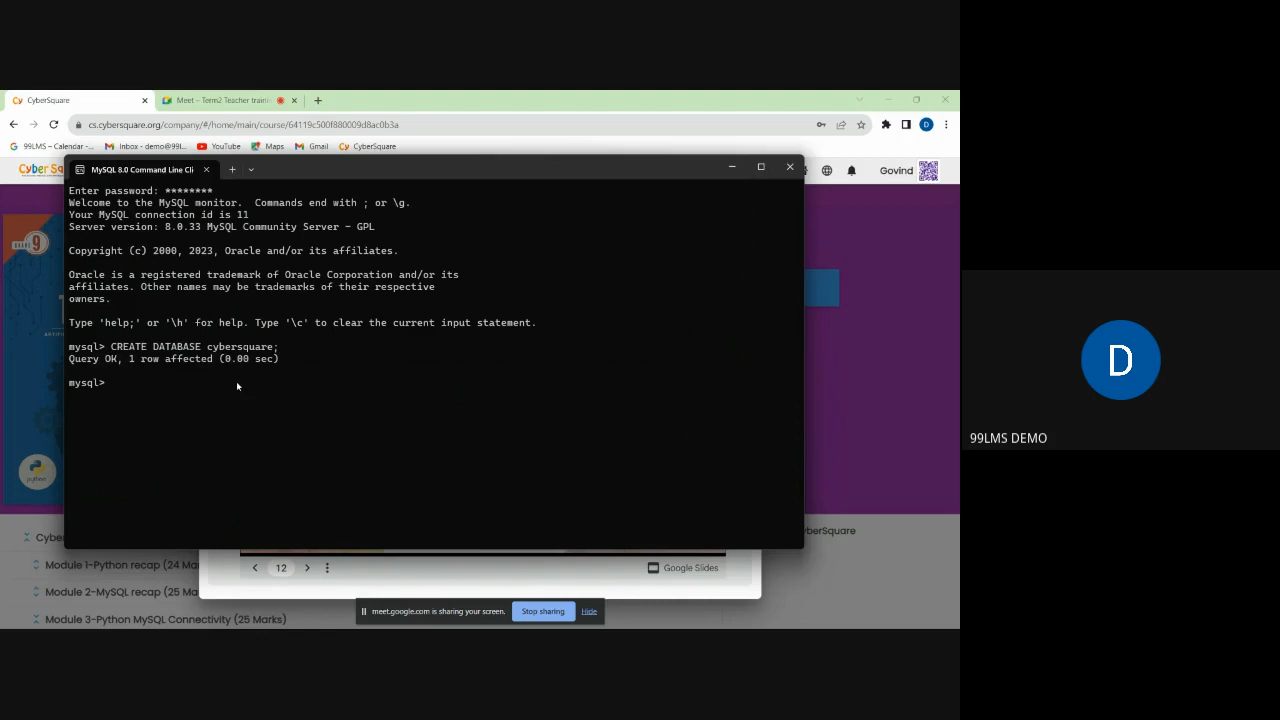 CyberSquare
Meet – Term2 Teacher traini
cs.cybersquare.org/company/#/home/main/course/64119c500f880009d8ac0b3a
99LMS – Calendar -...
Inbox - demo@99l...
YouTube
Maps
Gmail
CyberSquare
Cyber Sq
MySQL 8.0 Command Line Cli
Govind
Enter password: ********
Welcome to the MySQL monitor.  Commands end with ; or \g.
Your MySQL connection id is 11
Server version: 8.0.33 MySQL Community Server – GPL
Copyright (c) 2000, 2023, Oracle and/or its affiliates.
Oracle is a registered trademark of Oracle Corporation and/or its
affiliates. Other names may be trademarks of their respective
owners.
Type 'help;' or '\h' for help. Type '\c' to clear the current input statement.
mysql> CREATE DATABASE cybersquare;
Query OK, 1 row affected (0.00 sec)
mysql>
9
python
D
99LMS DEMO
Cybe
yberSquare
Module 1-Python recap (24 Ma
12
Google Slides
Module 2-MySQL recap (25 Ma
meet.google.com is sharing your screen.
Stop sharing
Hide
Module 3-Python MySQL Connectivity (25 Marks)